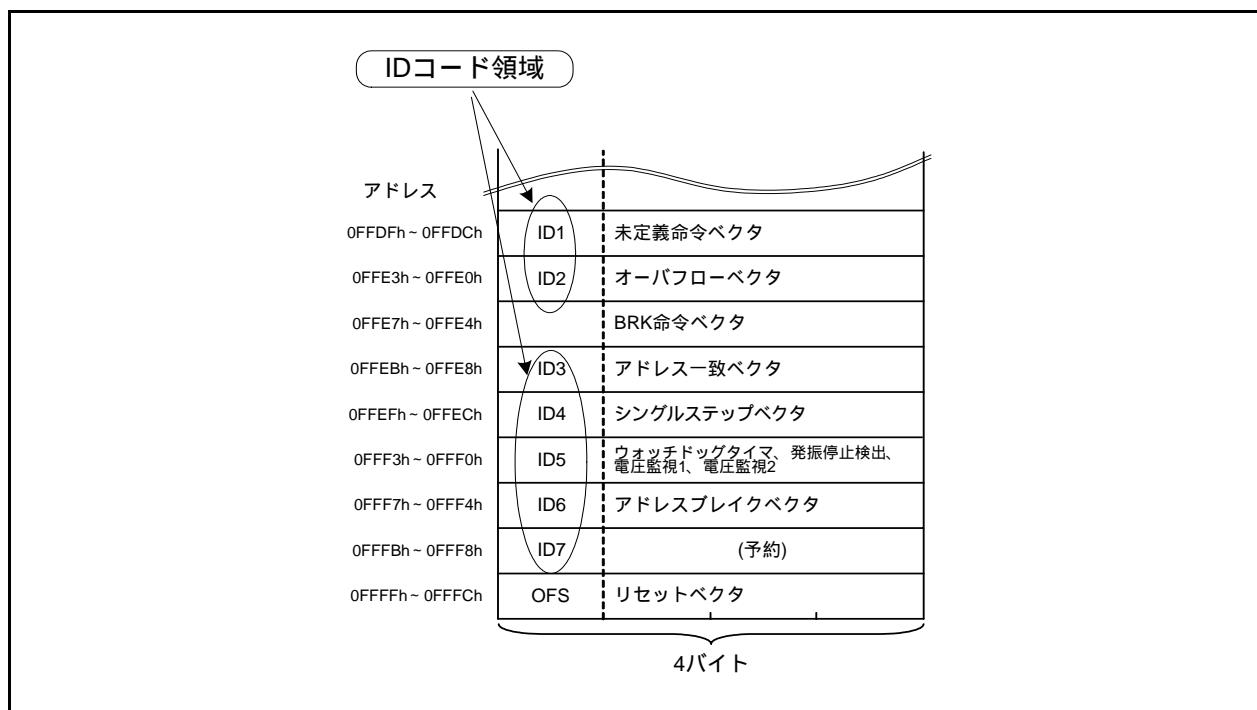 IDコード領域
アドレス
0FFDFh ~ 0FFDCh ID1 未定義命令ベクタ
0FFE3h ~ 0FFE0h ID2 オーバフローベクタ
0FFE7h ~ 0FFE4h BRK命令ベクタ
0FFEBh ~ 0FFE8h ID3 アドレス一致ベクタ
0FFEFh ~ 0FFECh ID4 シングルステップベクタ
0FFF3h ~ 0FFF0h ID5 ウォッチドッグタイマ、発振停止検出、
電圧監視1、電圧監視2
0FFF7h ~ 0FFF4h ID6 アドレスブレイクベクタ
0FFFBh ~ 0FFF8h ID7 (予約)
0FFFFh ~ 0FFFCh OFS リセットベクタ
4バイト